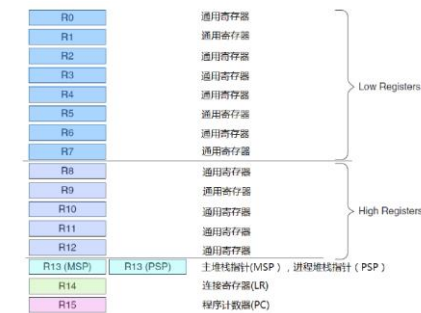 R0 通用寄存器
R1 通用寄存器
R2 通用寄存器
R3 通用寄存器 Low Registers
R4 通用寄存器
R5 通用寄存器
R6 通用寄存器
R7 通用寄存器
R8 通用寄存器
R9 通用寄存器
R10 通用寄存器 High Registers
R11 通用寄存器
R12 通用寄存器
R13 (MSP) R13 (PSP) 主堆栈指针(MSP)，进程堆栈指针（PSP）
R14 连接寄存器(LR)
R15 程序计数器(PC)